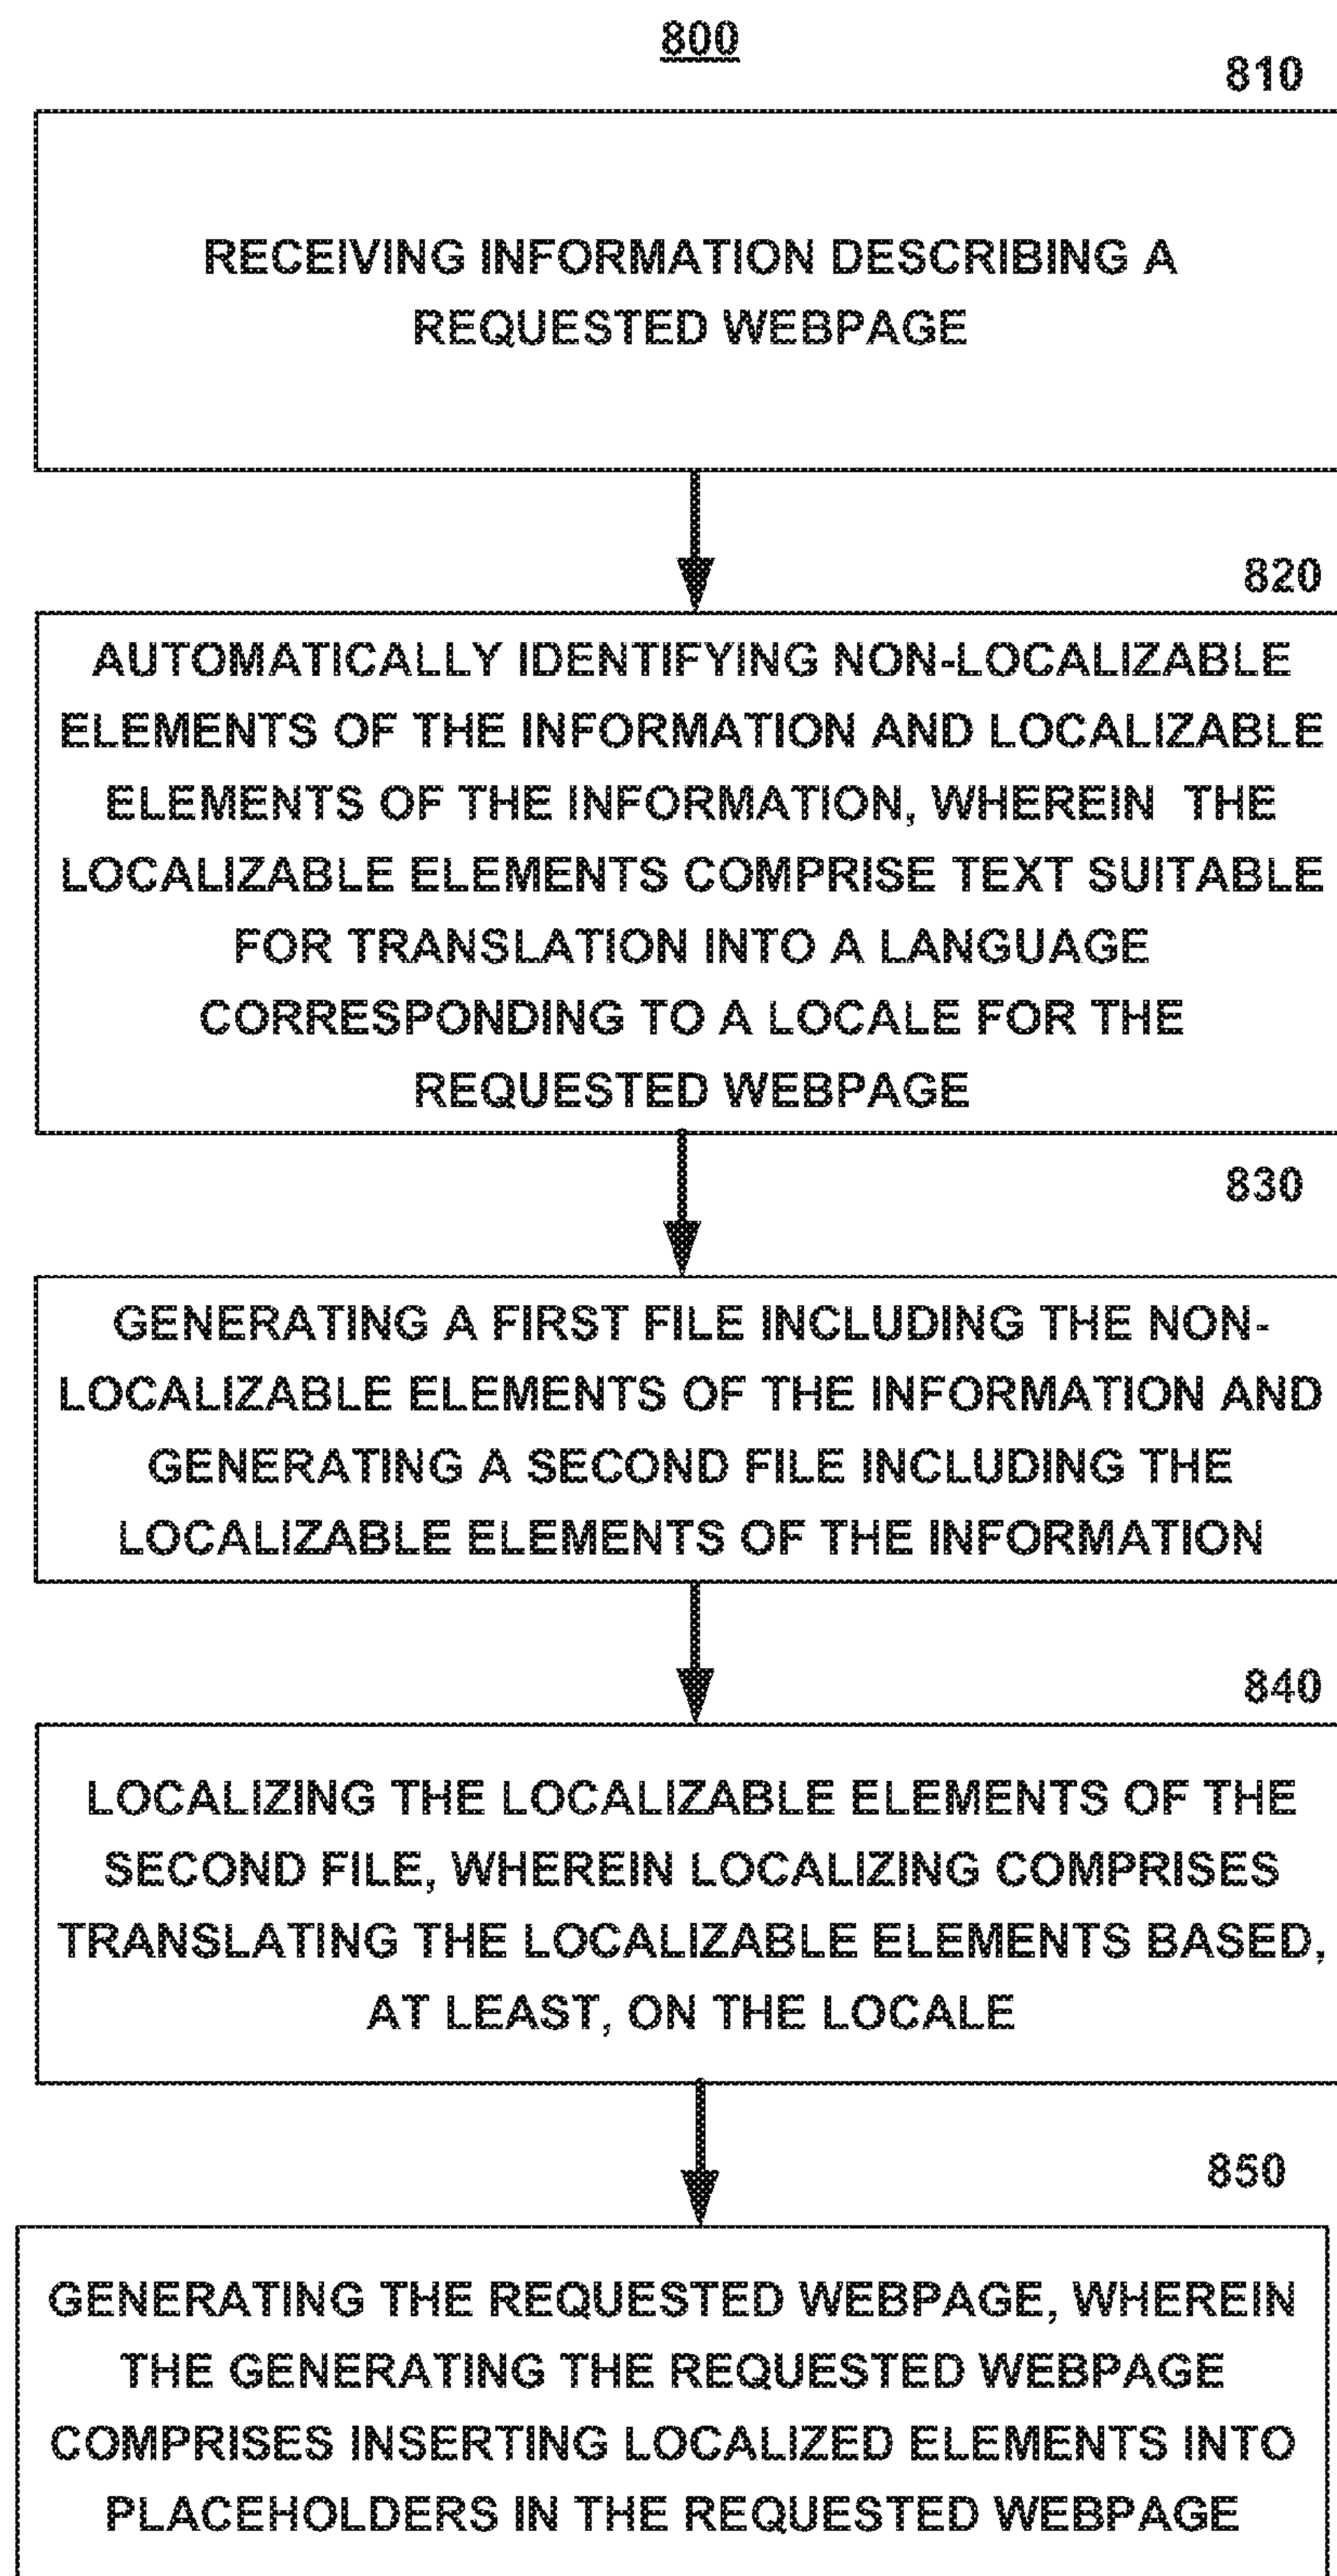 800
810
RECEIVING INFORMATION DESCRIBING A
REQUESTED WEBPAGE
820
AUTOMATICALLY IDENTIFYING NON-LOCALIZABLE
ELEMENTS OF THE INFORMATION AND LOCALIZABLE
ELEMENTS OF THE INFORMATION, WHEREIN THE
LOCALIZABLE ELEMENTS COMPRISE TEXT SUITABLE
FOR TRANSLATION INTO A LANGUAGE
CORRESPONDING TO A LOCALE FOR THE
REQUESTED WEBPAGE
830
GENERATING A FIRST FILE INCLUDING THE NON-
LOCALIZABLE ELEMENTS OF THE INFORMATION AND
GENERATING A SECOND FILE INCLUDING THE
LOCALIZABLE ELEMENTS OF THE INFORMATION
840
LOCALIZING THE LOCALIZABLE ELEMENTS OF THE
SECOND FILE, WHEREIN LOCALIZING COMPRISES
TRANSLATING THE LOCALIZABLE ELEMENTS BASED,
AT LEAST, ON THE LOCALE
850
GENERATING THE REQUESTED WEBPAGE, WHEREIN
THE GENERATING THE REQUESTED WEBPAGE
COMPRISES INSERTING LOCALIZED ELEMENTS INTO
PLACEHOLDERS IN THE REQUESTED WEBPAGE